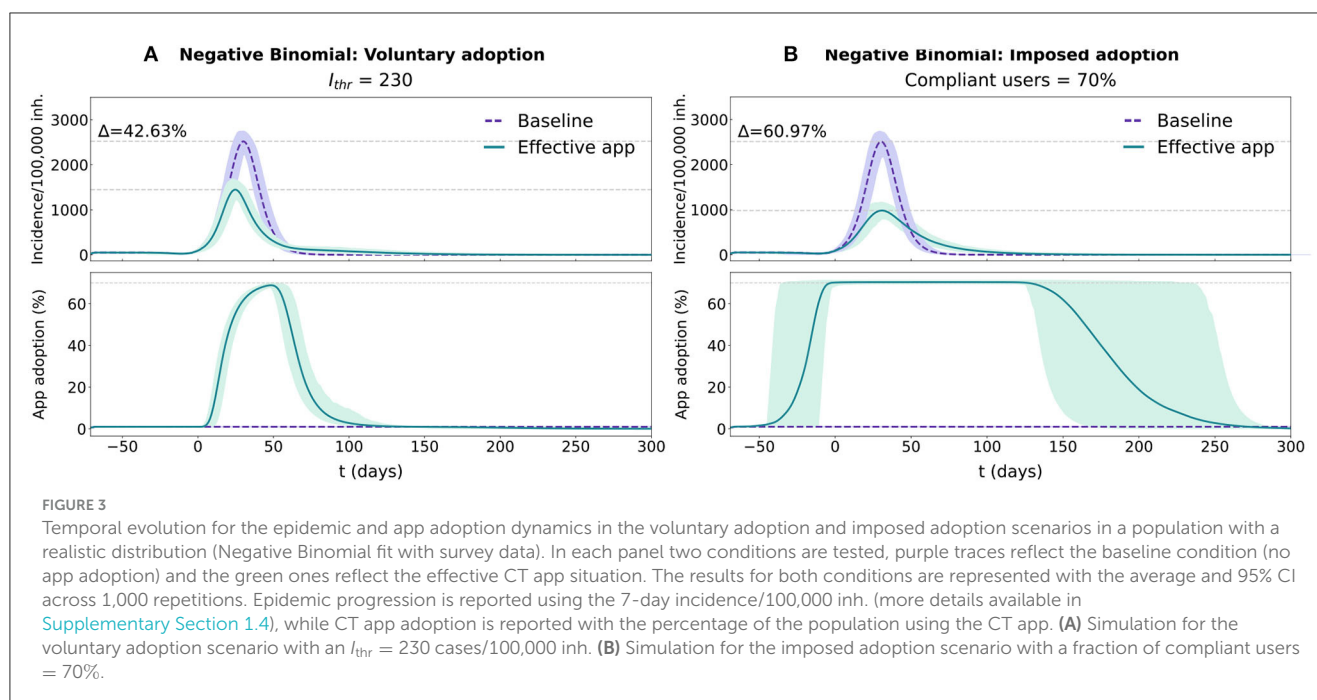 A Negative Binomial: Voluntary adoption
I_thr = 230
3000
2000
1000
0
Incidence/100,000 inh.
Δ=42.63%
Baseline
Effective app
60
40
20
0
App adoption (%)
−50 0 50 100 150 200 250 300
t (days)
B Negative Binomial: Imposed adoption
Compliant users = 70%
3000
2000
1000
0
Incidence/100,000 inh.
Δ=60.97%
Baseline
Effective app
60
40
20
0
App adoption (%)
−50 0 50 100 150 200 250 300
t (days)
FIGURE 3
Temporal evolution for the epidemic and app adoption dynamics in the voluntary adoption and imposed adoption scenarios in a population with a
realistic distribution (Negative Binomial fit with survey data). In each panel two conditions are tested, purple traces reflect the baseline condition (no
app adoption) and the green ones reflect the effective CT app situation. The results for both conditions are represented with the average and 95% CI
across 1,000 repetitions. Epidemic progression is reported using the 7-day incidence/100,000 inh. (more details available in
Supplementary Section 1.4), while CT app adoption is reported with the percentage of the population using the CT app. (A) Simulation for the
voluntary adoption scenario with an I_thr = 230 cases/100,000 inh. (B) Simulation for the imposed adoption scenario with a fraction of compliant users
= 70%.